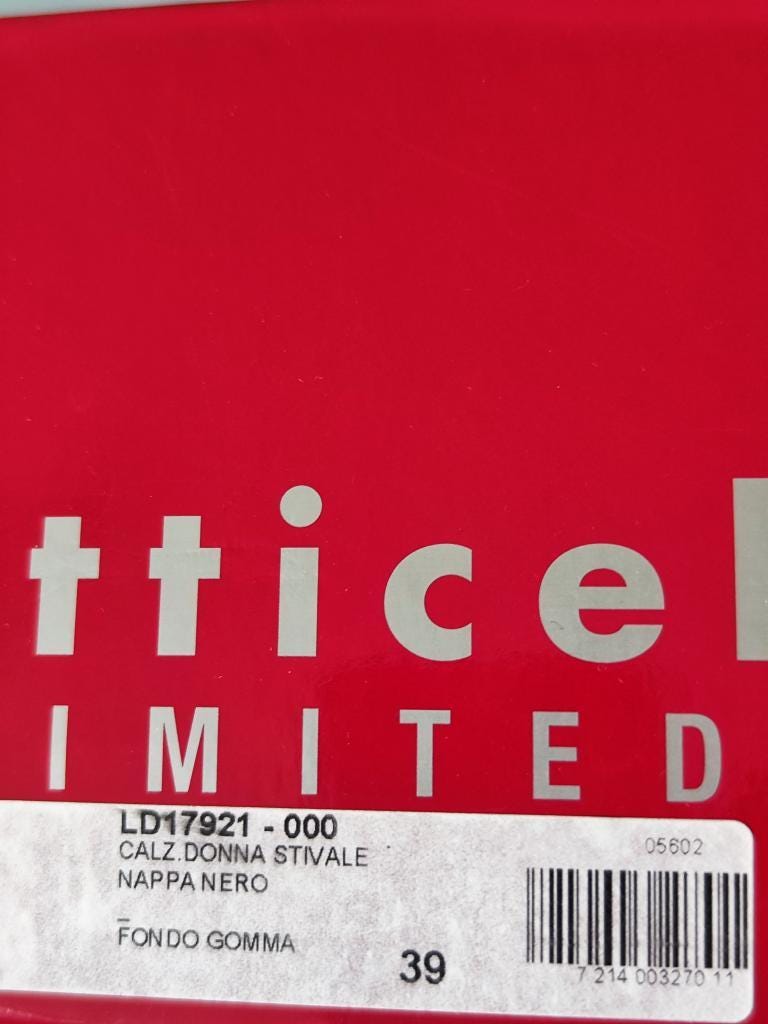 tticel
IMITED
LD17921 - 000
CALZ.DONNA STIVALE
NAPPA NERO
FONDO GOMMA
39
05602
7 214 003270 11